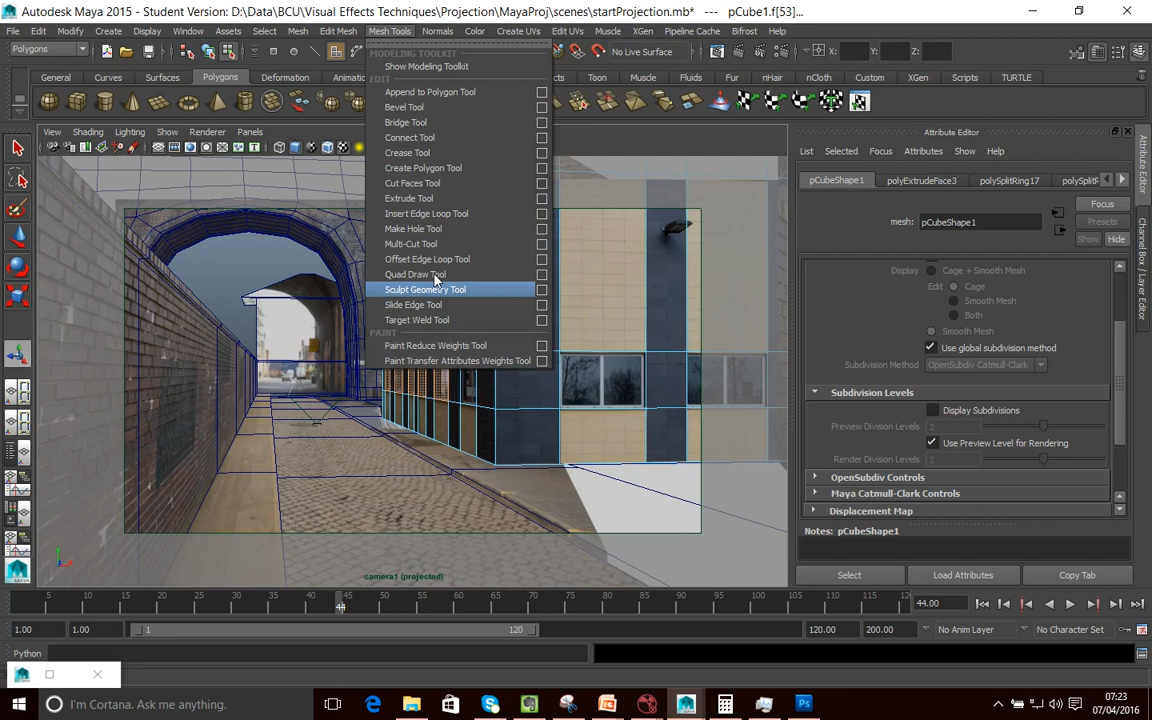 Autodesk Maya 2015 - Student Version: D:\Data\BCU\Visual Effects Techniques\Projection\MayaProj\scenes\startProjection.mb* --- pCube1.f[53]...
File Edit Modify Create Display Window Assets Select Mesh Edit Mesh Mesh Tools Normals Color Create UVs Edit UVs Muscle XGen Pipeline Cache Bifrost Help
Polygons No Live Surface X: Y: Z:
General Curves Surfaces Polygons Deformation Toon Muscle Fluids Fur nHair nCloth Custom XGen Scripts TURTLE
View Shading Lighting Show Renderer Panels
MODELING TOOLKIT
Show Modeling Toolkit
EDIT
Append to Polygon Tool
Bevel Tool
Bridge Tool
Connect Tool
Crease Tool
Create Polygon Tool
Cut Faces Tool
Extrude Tool
Insert Edge Loop Tool
Make Hole Tool
Multi-Cut Tool
Offset Edge Loop Tool
Quad Draw Tool
Sculpt Geometry Tool
Slide Edge Tool
Target Weld Tool
PAINT
Paint Reduce Weights Tool
Paint Transfer Attributes Weights Tool
camera1 (projected)
Attribute Editor
List Selected Focus Attributes Show Help
pCubeShape1 polyExtrudeFace3 polySplitRing17
mesh: pCubeShape1
Focus
Presets
Show Hide
Display Cage + Smooth Mesh
Edit Cage
Smooth Mesh
Both
Smooth Mesh
Use global subdivision method
Subdivision Method OpenSubdiv Catmull-Clark
Subdivision Levels
Display Subdivisions
Preview Division Levels 2
Use Preview Level for Rendering
Render Division Levels 2
OpenSubdiv Controls
Maya Catmull-Clark Controls
Displacement Map
Notes: pCubeShape1
Select Load Attributes Copy Tab
Attribute Editor
Channel Box / Layer Editor
5 10 15 20 25 30 35 40 44 45 50 55 60 65 70 75 80 85 90 95 100 105 110 115 44.00
1.00 1.00 1 120 120.00 200.00 No Anim Layer No Character Set
Python
I'm Cortana. Ask me anything.
07:23
07/04/2016